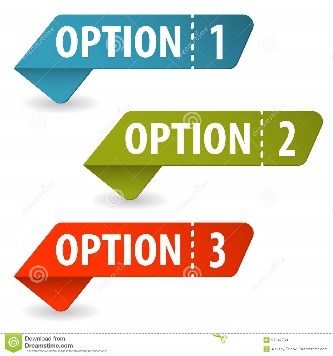 OPTION 1
OPTION 2
OPTION 3
Download from
Dreamstime.com